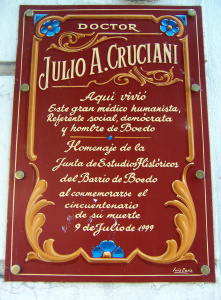 DOCTOR
JULIO A. CRUCIANI
Aqui vivió
Este gran médico humanista,
Referente social, demócrata
y hombre de Boedo
Homenaje de la
Junta de Estudios Históricos
del Barrio de Boedo
al conmemorarse el
cincuentenario
de su muerte
9 de Julio de 1999